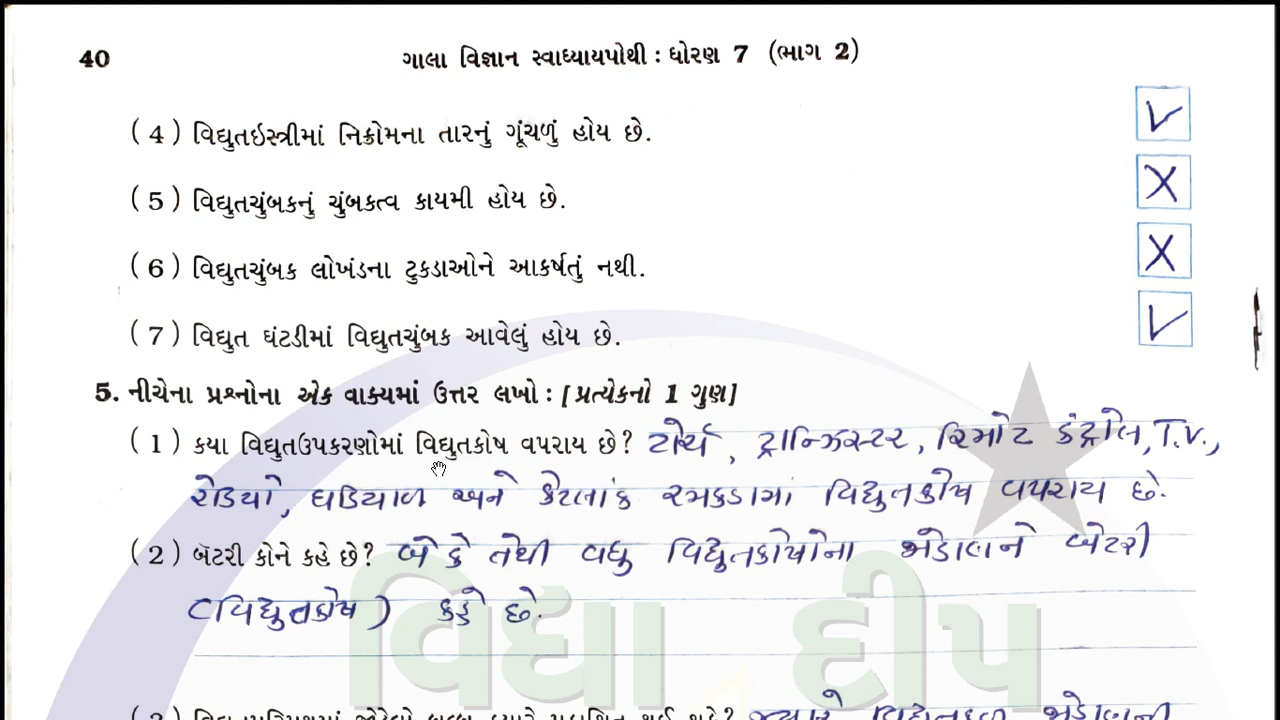 40
ગાલા વિજ્ઞાન સ્વાધ્યાયપોથી : ધોરણ 7 (ભાગ 2)
(4) વિદ્યુતઇસ્ત્રીમાં નિક્રોમના તારનું ગૂંચળું હોય છે. ✓
(5) વિદ્યુતચુંબકનું ચુંબકત્વ કાયમી હોય છે. X
(6) વિદ્યુતચુંબક લોખંડના ટુકડાઓને આકર્ષતું નથી. X
(7) વિદ્યુત ઘંટડીમાં વિદ્યુતચુંબક આવેલું હોય છે. ✓
5. નીચેના પ્રશ્નોના એક વાક્યમાં ઉત્તર લખો : [પ્રત્યેકનો 1 ગુણ]
(1) કયા વિદ્યુતઉપકરણોમાં વિદ્યુતકોષ વપરાય છે? ટોર્ચ, ટ્રાન્ઝિસ્ટર, રિમોટ કંટ્રોલ, T.V.,
રેડિયો, ઘડિયાળ અને કેટલાંક રમકડામાં વિદ્યુતકોષ વપરાય છે.
(2) બૅટરી કોને કહે છે? બે કે તેથી વધુ વિદ્યુતકોષોના જોડાણને બેટરી
(વિદ્યુતકોષ) કહે છે.
વિદ્યા દીપ